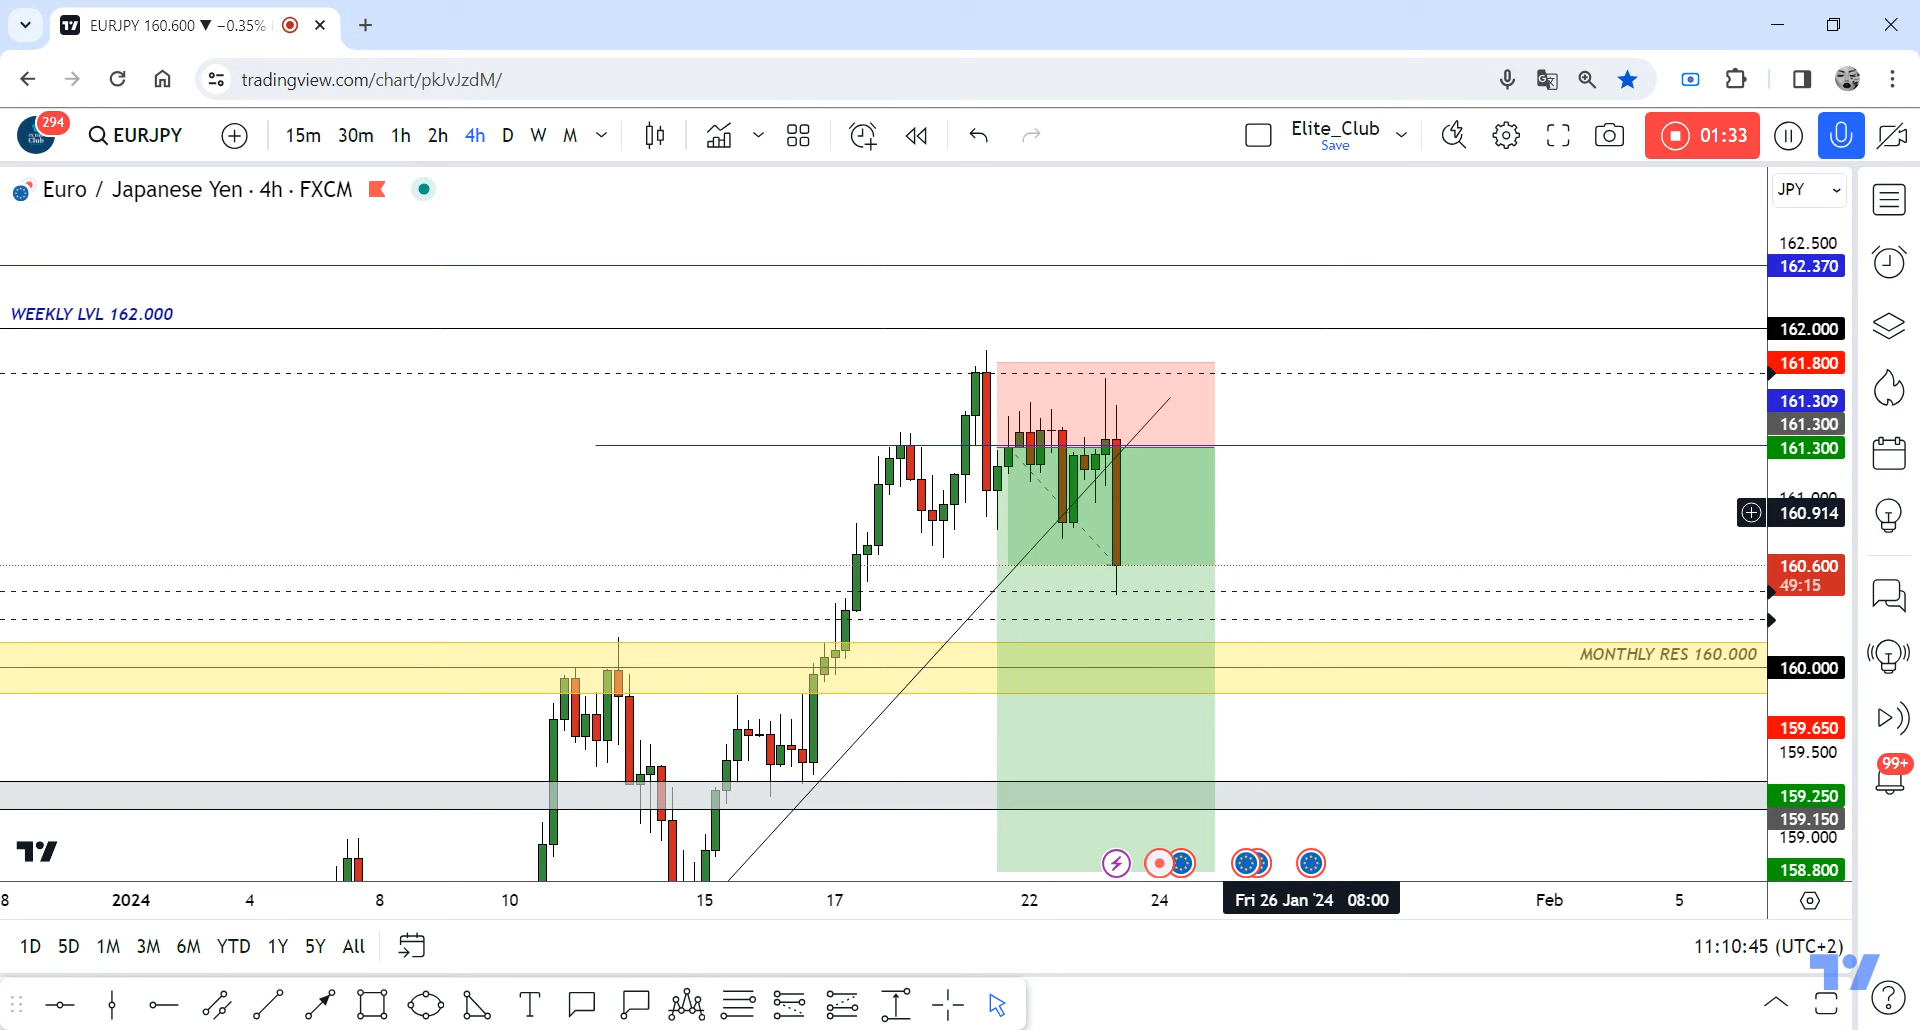 EURJPY 160.600 ▼ −0.35%
tradingview.com/chart/pkJvJzdM/
294
EURJPY
15m 30m 1h 2h 4h D W M
Elite_Club
Save
01:33
Euro / Japanese Yen · 4h · FXCM
JPY
162.500
162.370
WEEKLY LVL 162.000
162.000
161.800
161.309
161.300
161.300
161.000
160.914
160.600
49:15
MONTHLY RES 160.000
160.000
159.650
159.500
99+
159.250
159.150
159.000
158.800
8 2024 4 8 10 15 17 22 24 Fri 26 Jan '24 08:00 Feb 5
1D 5D 1M 3M 6M YTD 1Y 5Y All
11:10:45 (UTC+2)